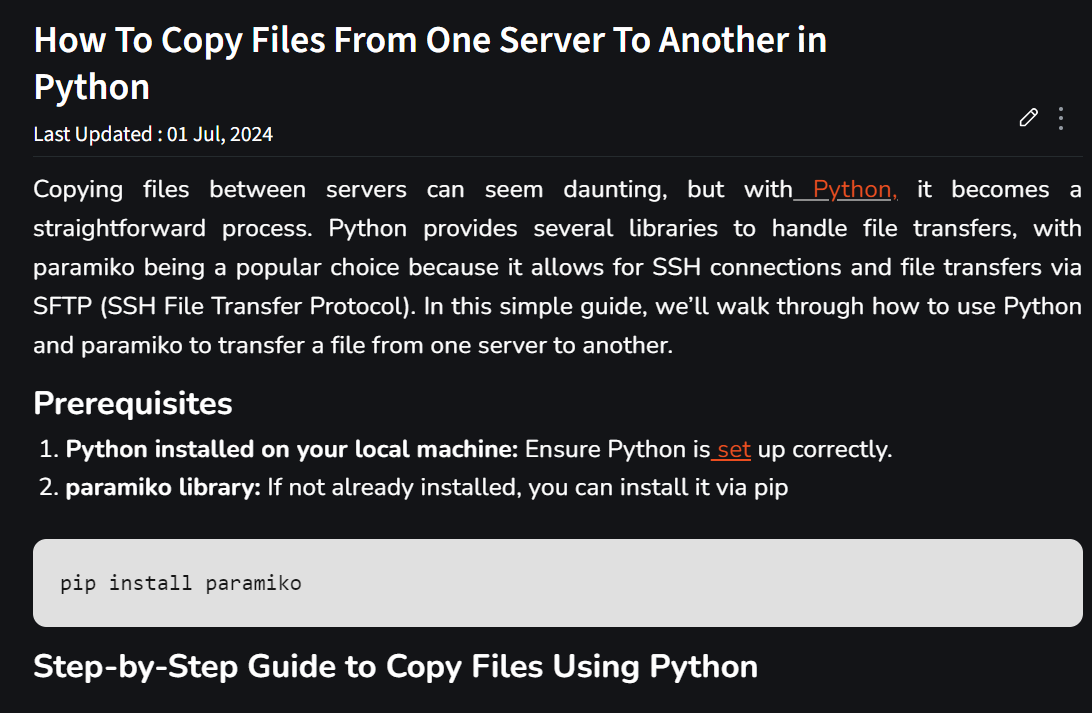 How To Copy Files From One Server To Another in
Python
Last Updated : 01 Jul, 2024
Copying files between servers can seem daunting, but with Python, it becomes a
straightforward process. Python provides several libraries to handle file transfers, with
paramiko being a popular choice because it allows for SSH connections and file transfers via
SFTP (SSH File Transfer Protocol). In this simple guide, we’ll walk through how to use Python
and paramiko to transfer a file from one server to another.
Prerequisites
1. Python installed on your local machine: Ensure Python is set up correctly.
2. paramiko library: If not already installed, you can install it via pip
pip install paramiko
Step-by-Step Guide to Copy Files Using Python